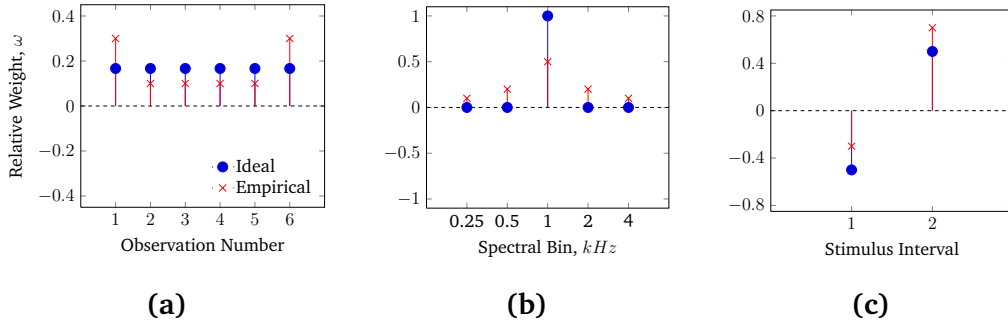 Relative Weight, ω
0.4
0.2
0
−0.2
−0.4
Ideal
Empirical
1 2 3 4 5 6
Observation Number
(a)
1
0.5
0
−0.5
−1
0.25 0.5 1 2 4
Spectral Bin, kHz
(b)
0.8
0.4
0
−0.4
−0.8
1 2
Stimulus Interval
(c)